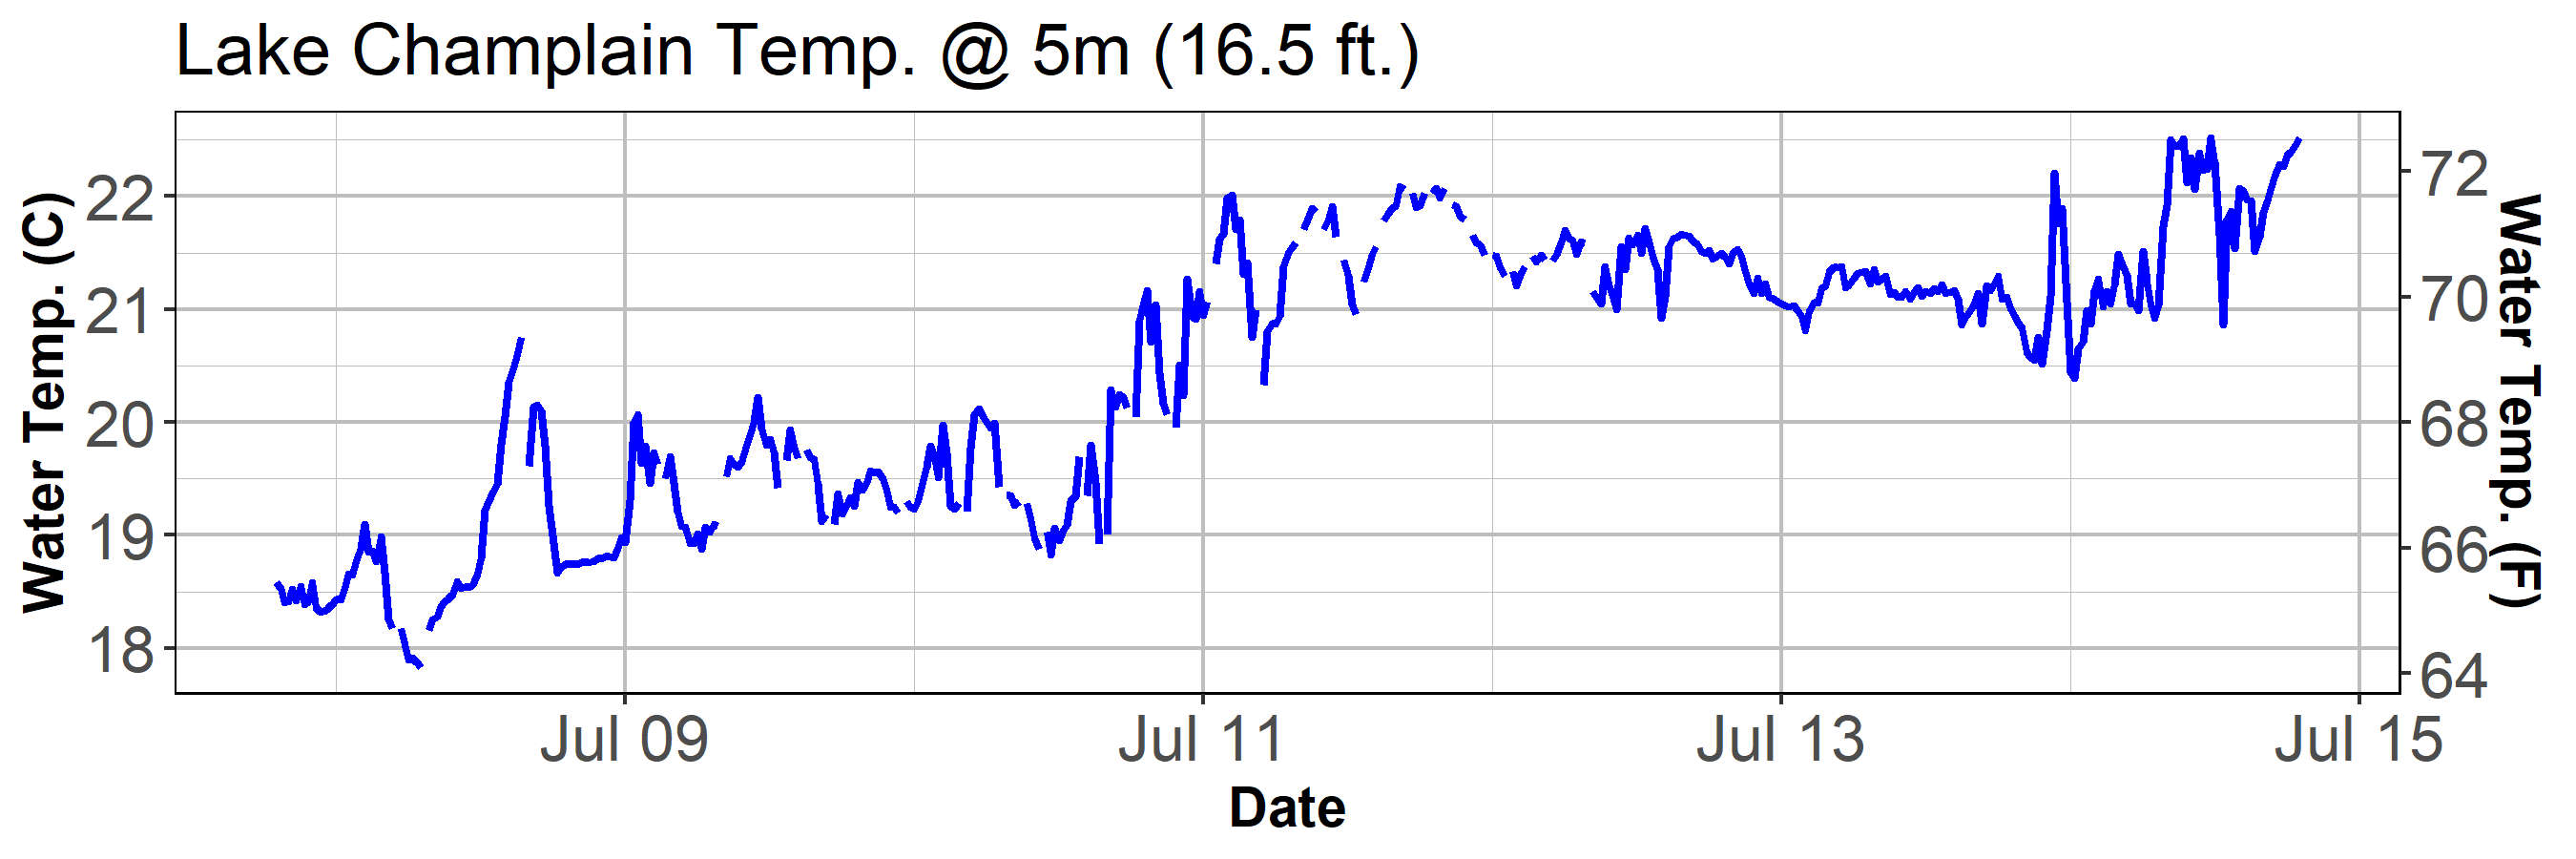 Lake Champlain Temp. @ 5m (16.5 ft.)
Water Temp. (C)
22
21
20
19
18
72
70
68
66
64
Water Temp. (F)
Jul 09
Jul 11
Jul 13
Jul 15
Date